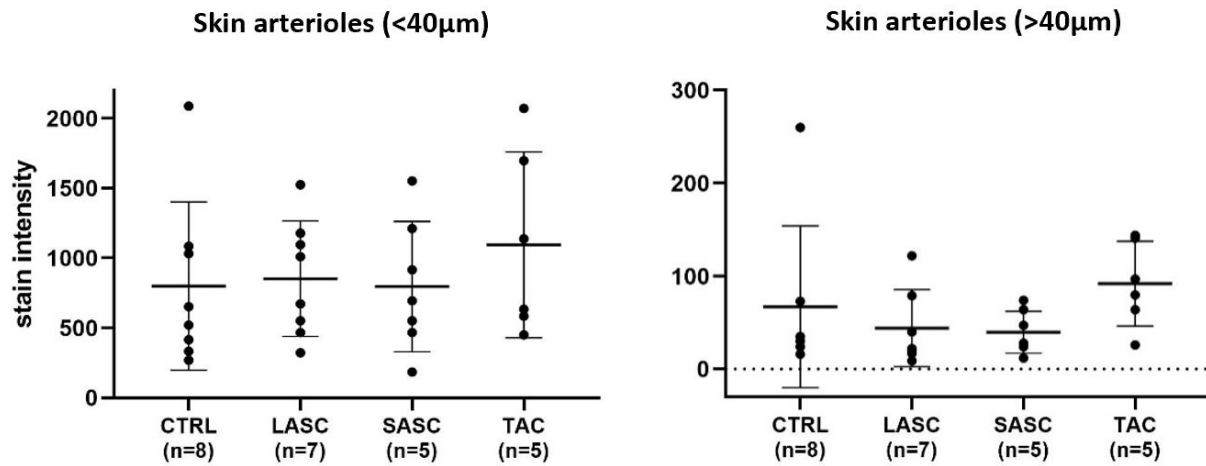 Skin arterioles (<40µm)
stain intensity
2000
1500
1000
500
0
CTRL LASC SASC TAC
(n=8) (n=7) (n=5) (n=5)
Skin arterioles (>40µm)
300
200
100
0
CTRL LASC SASC TAC
(n=8) (n=7) (n=5) (n=5)